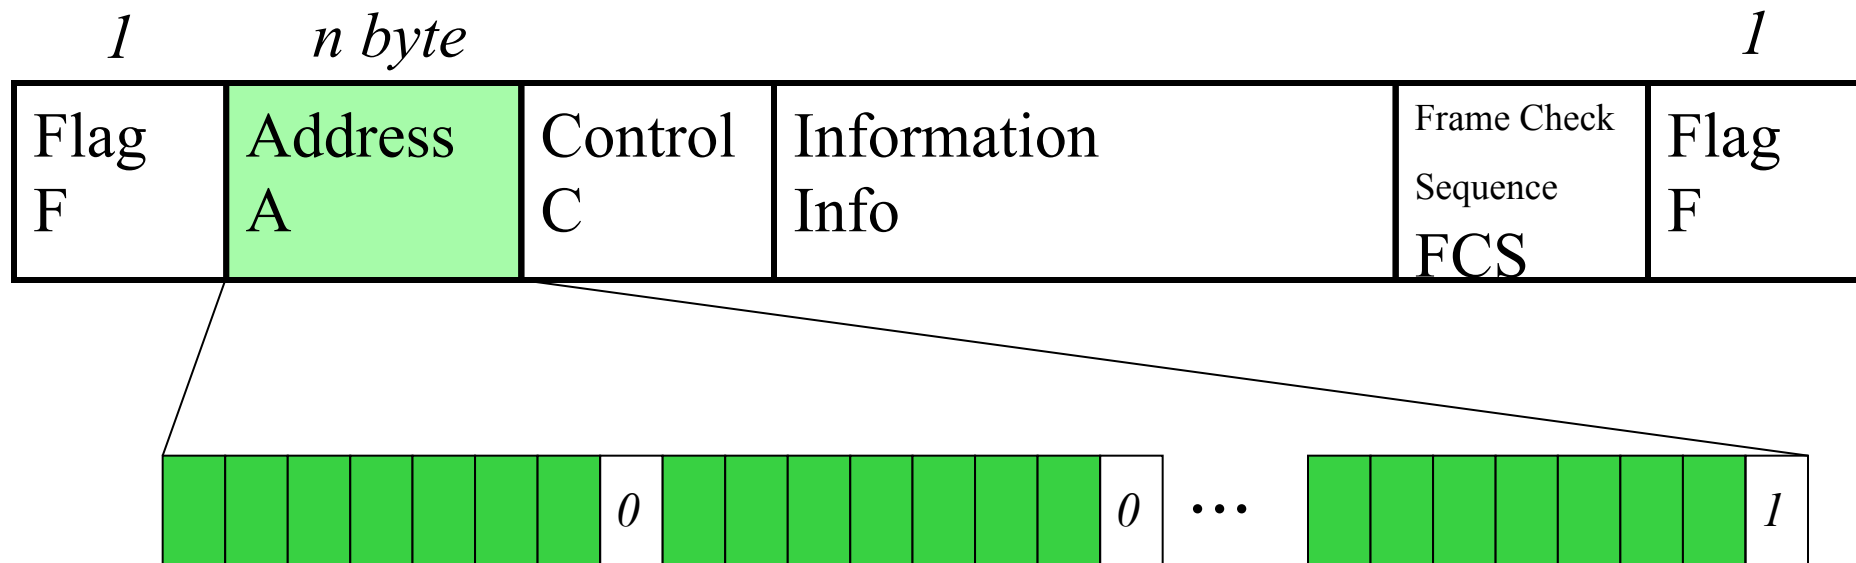 1 n byte 1
Flag Address Control Information Frame Check Flag
F A C Info Sequence F
FCS
0 0 ... 1